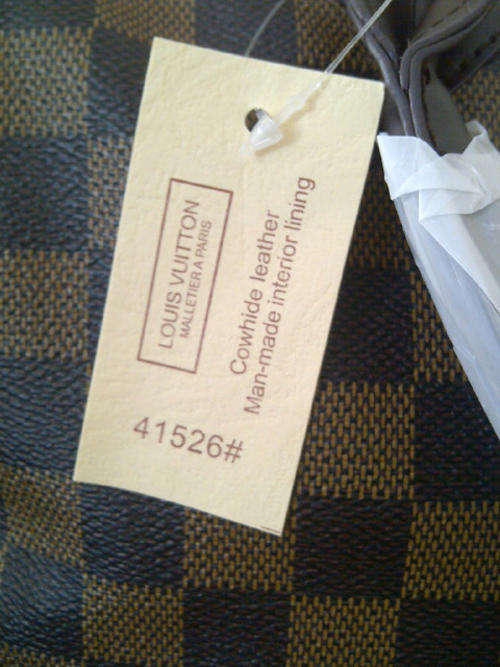 LOUIS VUITTON
MALLETIER A PARIS
Cowhide leather
Man-made interior lining
41526#